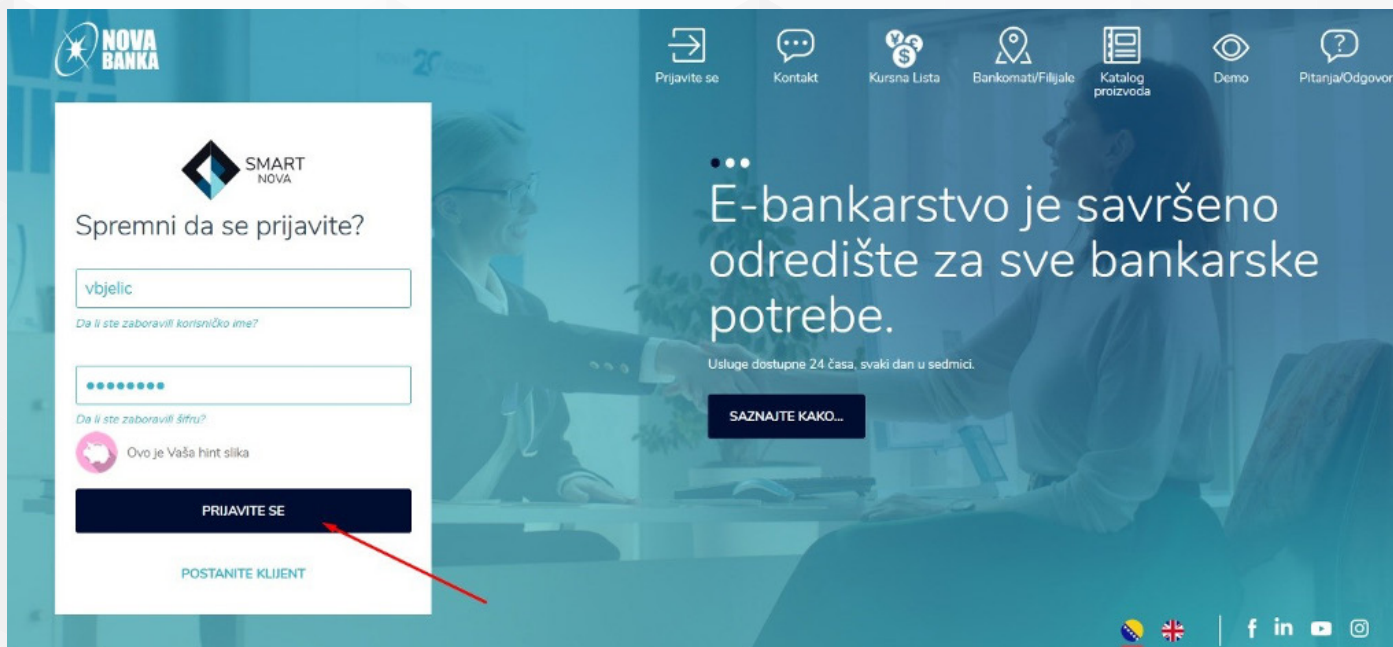 NOVA
BANKA
Prijavite se
Kontakt
Kursna Lista
Bankomati/Filijale
Katalog
proizvoda
Demo
Pitanja/Odgovor
SMART
NOVA
Spremni da se prijavite?
vbjelic
Da li ste zaboravili korisničko ime?
Da li ste zaboravili šifru?
Ovo je Vaša hint slika
PRIJAVITE SE
POSTANITE KLIJENT
E-bankarstvo je savršeno
odredište za sve bankarske
potrebe.
Usluge dostupne 24 časa, svaki dan u sedmici.
SAZNAJTE KAKO...